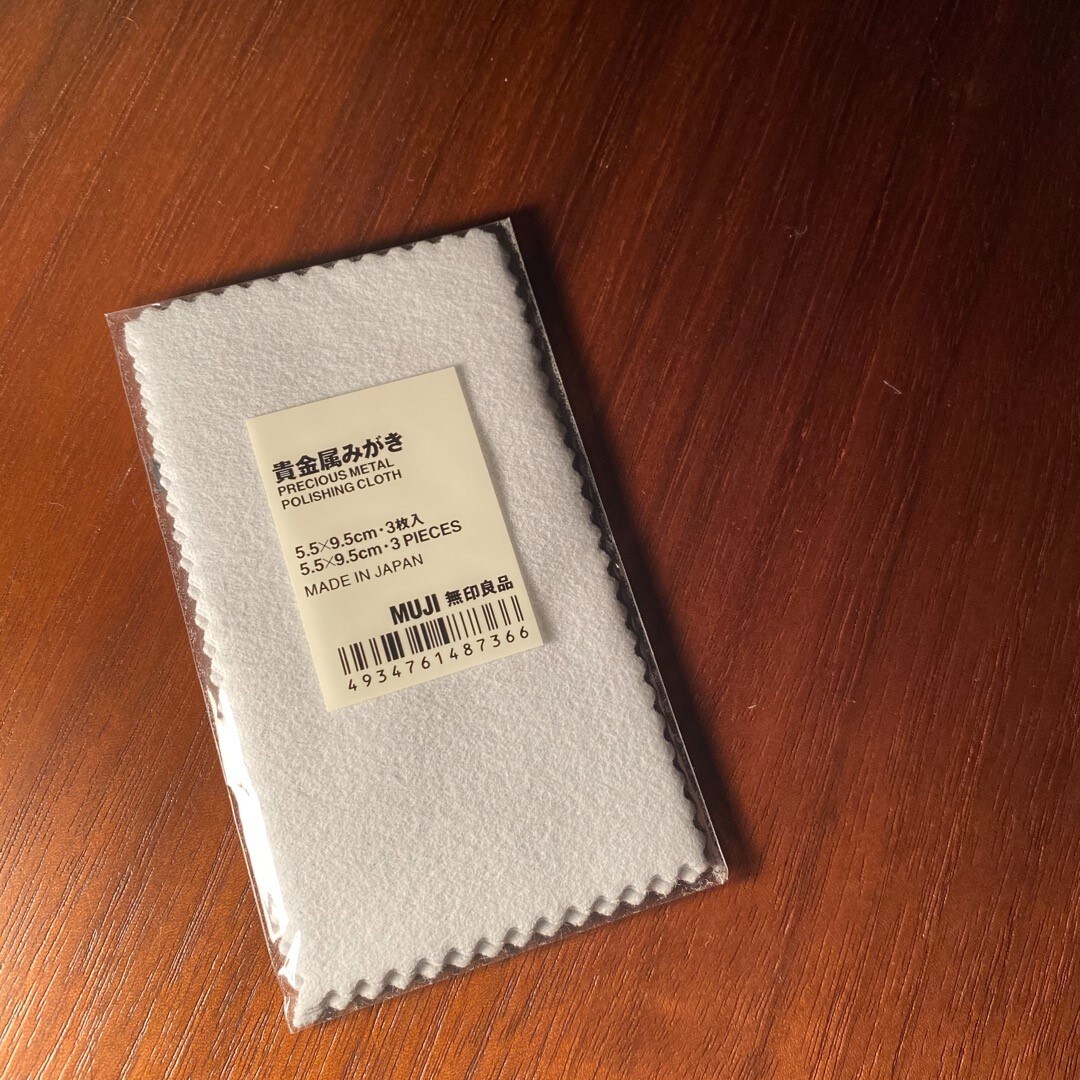 貴金属みがき
PRECIOUS METAL
POLISHING CLOTH
5.5×9.5cm・3枚入
5.5×9.5cm・3 PIECES
MADE IN JAPAN
MUJI 無印良品
4934761487366